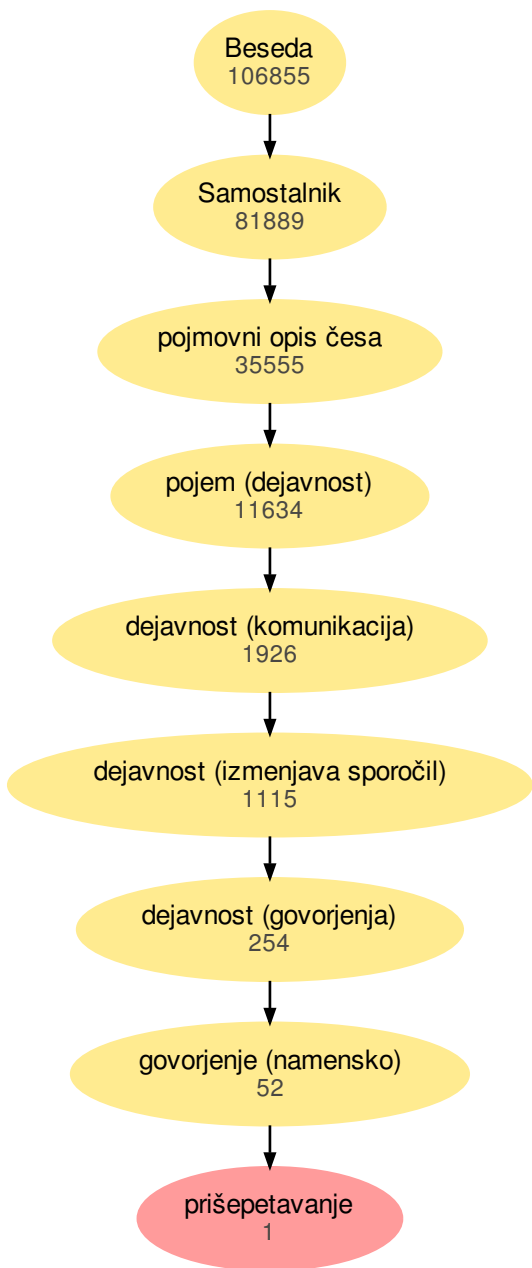 Beseda
106855
Samostalnik
81889
pojmovni opis česa
35555
pojem (dejavnost)
11634
dejavnost (komunikacija)
1926
dejavnost (izmenjava sporočil)
1115
dejavnost (govorjenja)
254
govorjenje (namensko)
52
prišepetavanje
1